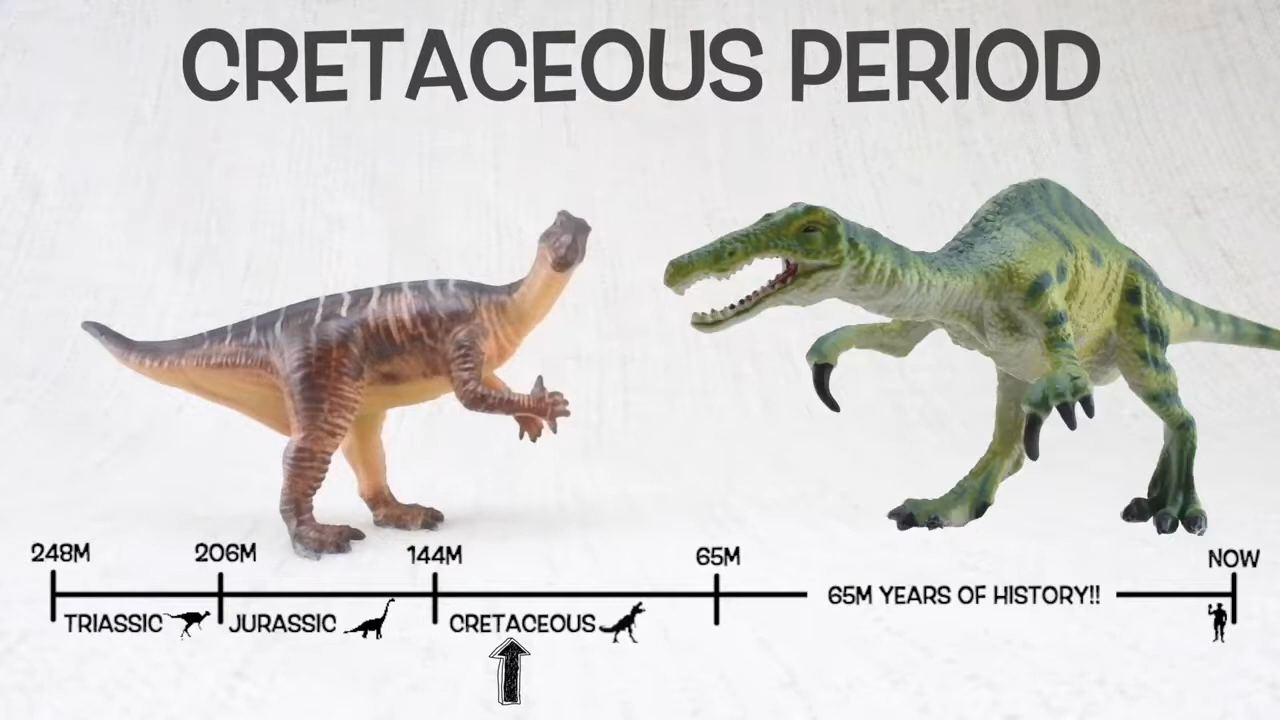 CRETACEOUS PERIOD
248M 206M 144M 65M NOW
65M YEARS OF HISTORY!!
TRIASSIC JURASSIC CRETACEOUS